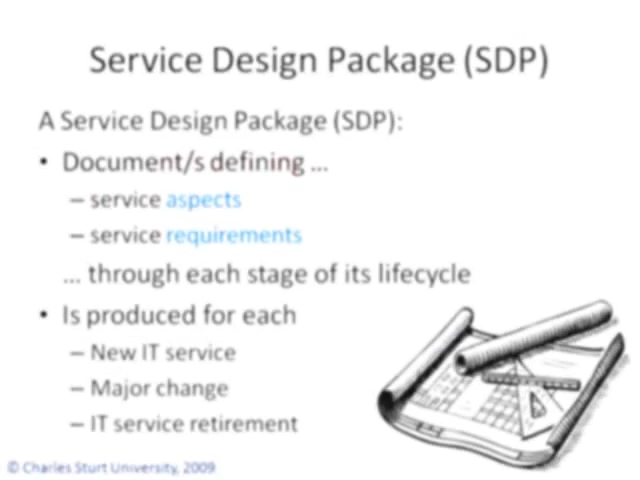 Service Design Package (SDP)
A Service Design Package (SDP):
• Document/s defining ...
– service aspects
– service requirements
... through each stage of its lifecycle
• Is produced for each
– New IT service
– Major change
– IT service retirement
© Charles Sturt University, 2009